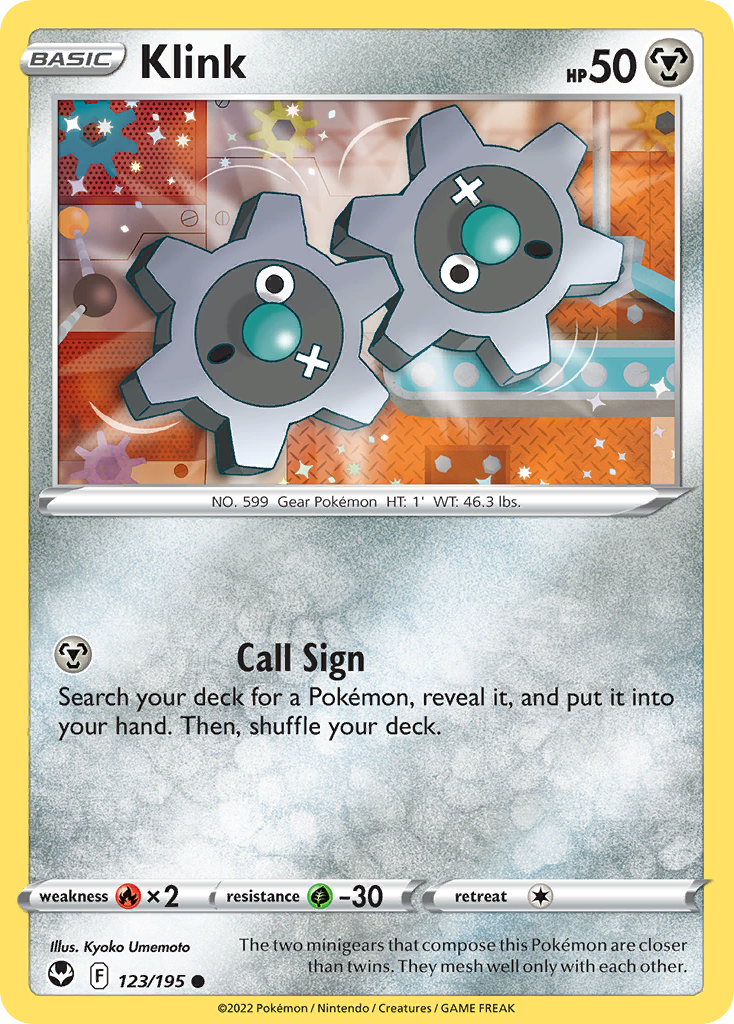 BASIC Klink HP50
NO. 599 Gear Pokémon HT: 1' WT: 46.3 lbs.
Call Sign
Search your deck for a Pokémon, reveal it, and put it into
your hand. Then, shuffle your deck.
weakness ×2 resistance -30 retreat
Illus. Kyoko Umemoto
The two minigears that compose this Pokémon are closer
than twins. They mesh well only with each other.
F 123/195
©2022 Pokémon / Nintendo / Creatures / GAME FREAK